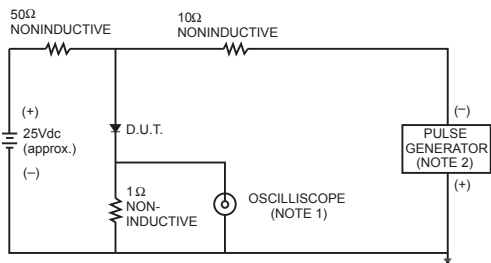 50Ω
NONINDUCTIVE
10Ω
NONINDUCTIVE
(+)
25Vdc
(approx.)
(–)
D.U.T.
1Ω
NON-
INDUCTIVE
OSCILLISCOPE
(NOTE 1)
(–)
PULSE
GENERATOR
(NOTE 2)
(+)